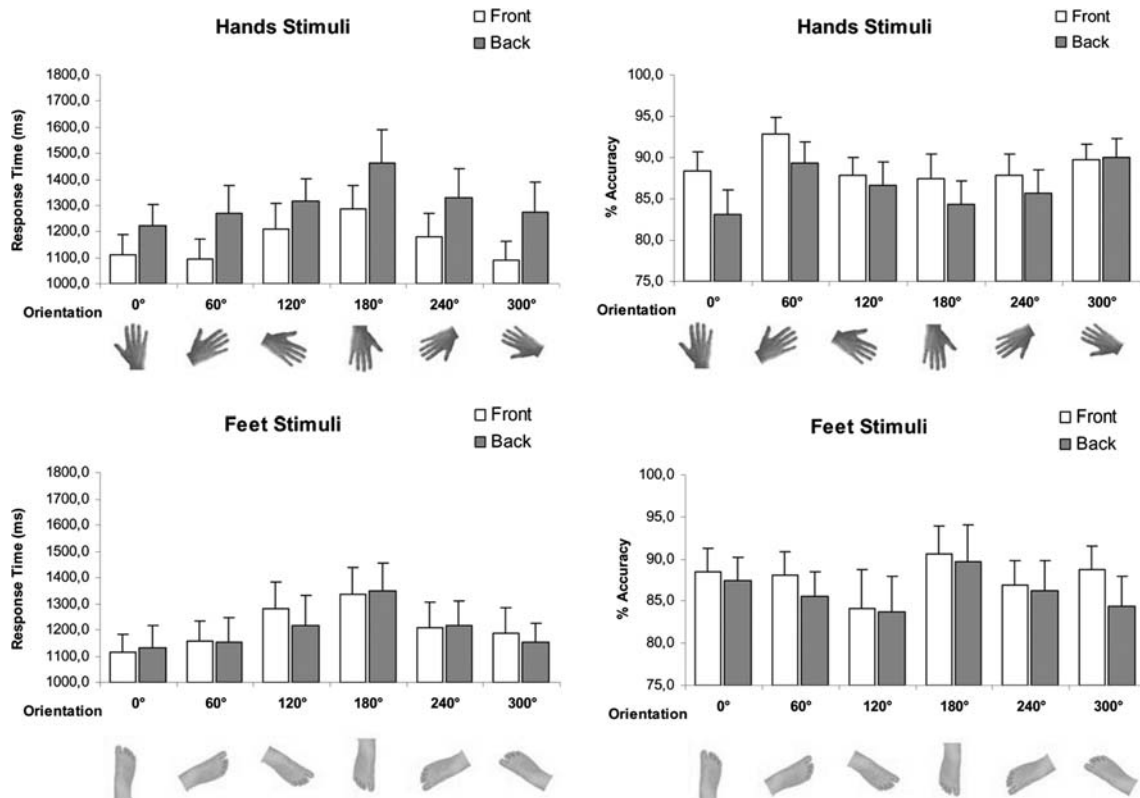 Hands Stimuli
Front
Back
Response Time (ms)
1800,0
1700,0
1600,0
1500,0
1400,0
1300,0
1200,0
1100,0
1000,0
0° 60° 120° 180° 240° 300°
Orientation
Hands Stimuli
Front
Back
% Accuracy
100,0
95,0
90,0
85,0
80,0
75,0
0° 60° 120° 180° 240° 300°
Orientation
Feet Stimuli
Front
Back
Response Time (ms)
1800,0
1700,0
1600,0
1500,0
1400,0
1300,0
1200,0
1100,0
1000,0
0° 60° 120° 180° 240° 300°
Orientation
Feet Stimuli
Front
Back
% Accuracy
100,0
95,0
90,0
85,0
80,0
75,0
0° 60° 120° 180° 240° 300°
Orientation